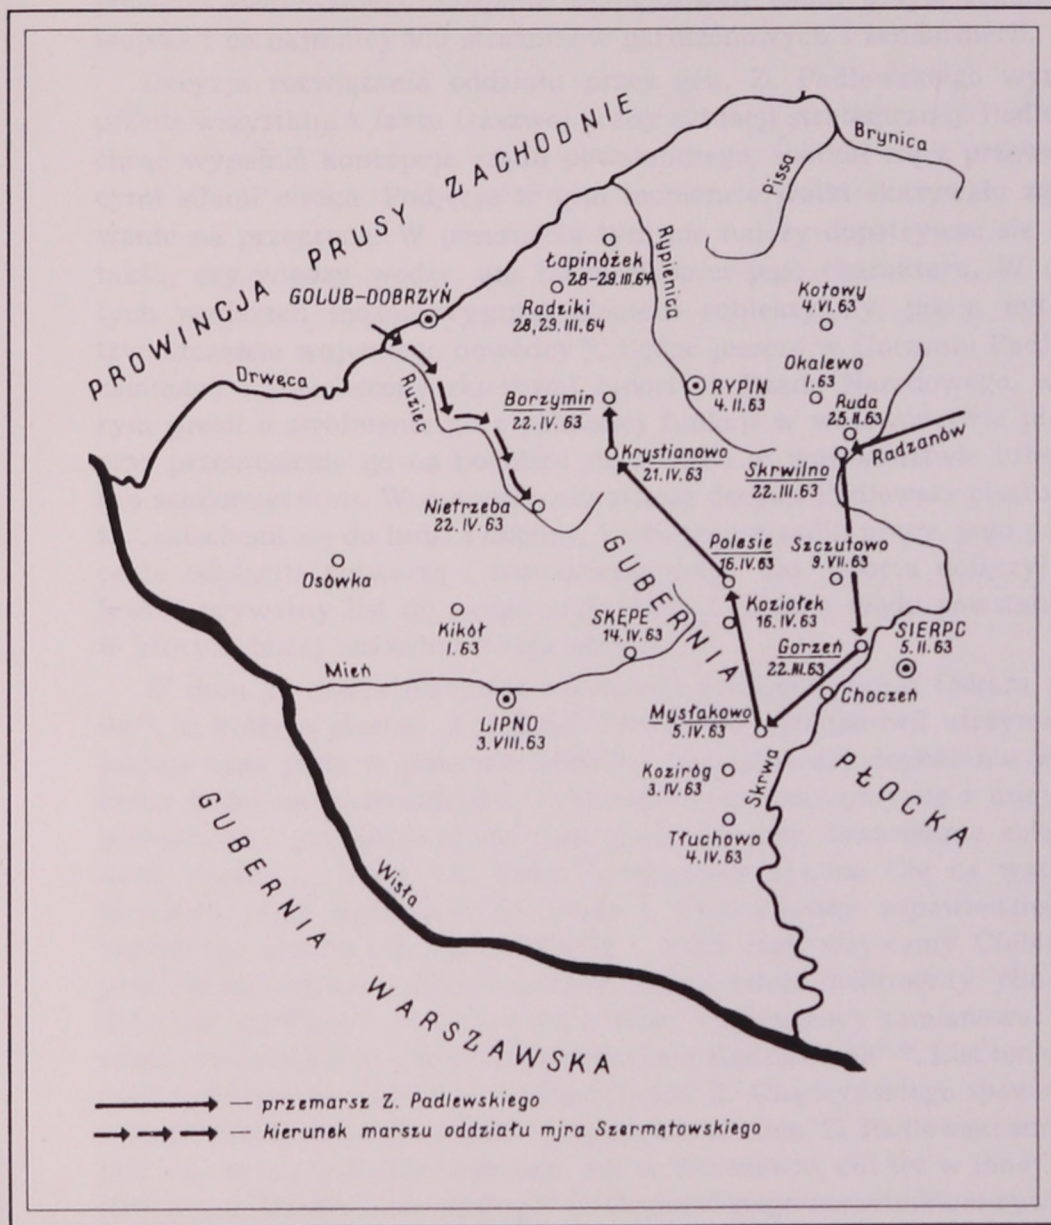 PROWINCJA PRUSY ZACHODNIE
Brynica
Pissa
Rypienica
Łapinóżek
28-29.III.64
Radziki
28,29.III.64
GOLUB-DOBRZYŃ
Kotowy
4.VI.63
Drwęca
Ruziec
Okalewo
1.63
RYPIN
4.II.63
Borzymin
22.IV.63
Ruda
25.II.63
Radzanów
Krystianowo
21.IV.63
Skrwilno
22.III.63
Nietrzeba
22.IV.63
Polesie
16.IV.63
Szczutowo
9.VII.63
Osówka
Koziołek
16.IV.63
Kikół
1.63
SKĘPE
14.IV.63
SIERPC
5.II.63
Gorzeń
22.III.63
Mień
Choczeń
LIPNO
3.VIII.63
Mysłakowo
5.IV.63
Skrwa
Koziróg
3.IV.63
Tłuchowo
4.IV.63
GUBERNIA PŁOCKA
Wisła
GUBERNIA WARSZAWSKA
— przemarsz Z. Padlewskiego
— kierunek marszu oddziału mjra Szermętowskiego